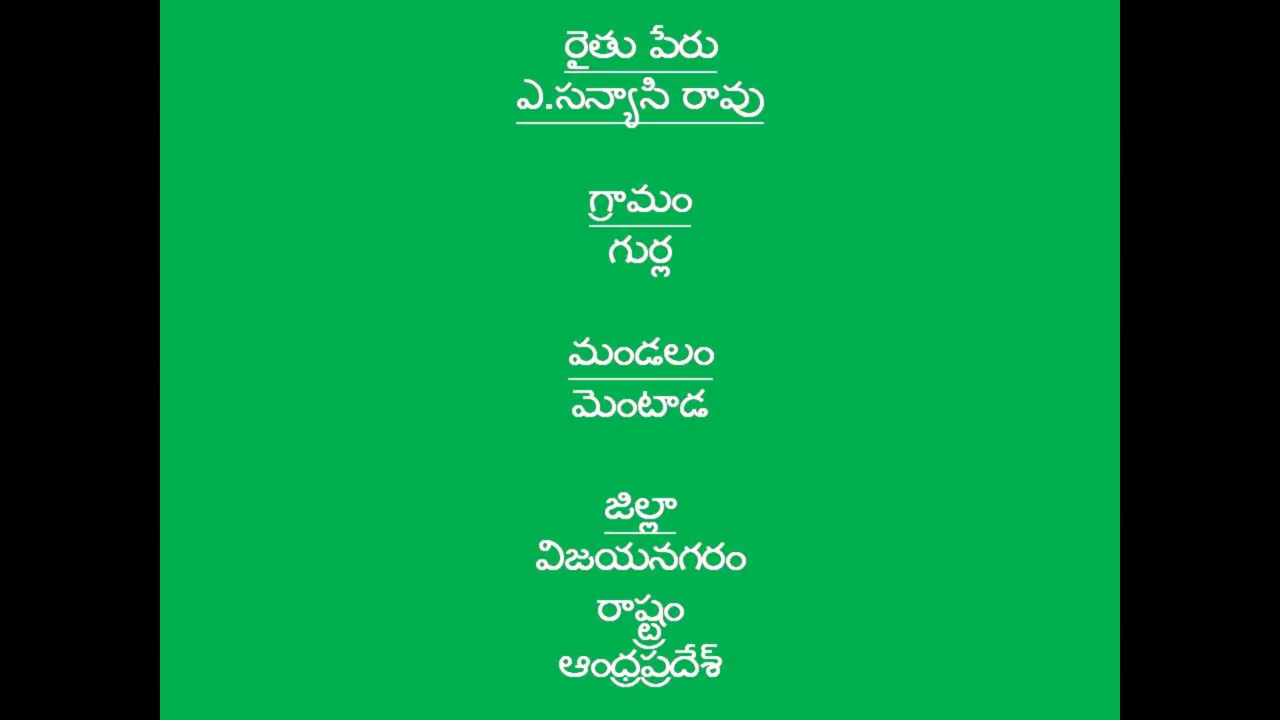 రైతు పేరు
ఎ.సన్యాసి రావు
గ్రామం
గుర్ల
మండలం
మెంటాడ
జిల్లా
విజయనగరం
రాష్ట్రం
ఆంధ్రప్రదేశ్